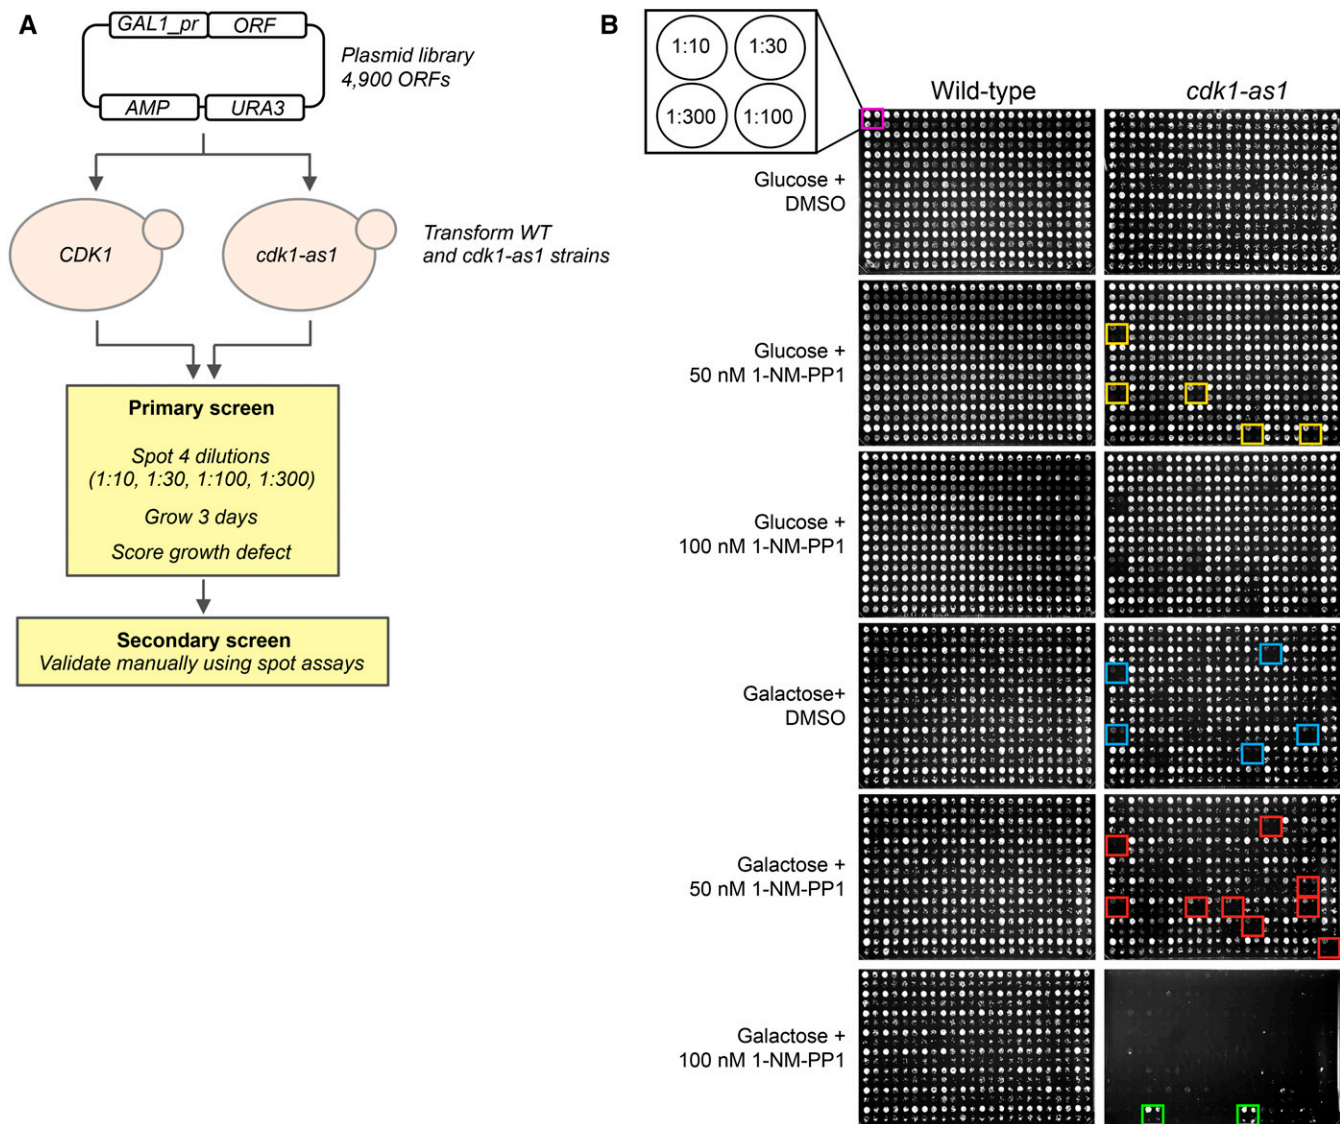 A
GAL1_pr ORF
AMP URA3
Plasmid library
4,900 ORFs
CDK1
cdk1-as1
Transform WT
and cdk1-as1 strains
Primary screen
Spot 4 dilutions
(1:10, 1:30, 1:100, 1:300)
Grow 3 days
Score growth defect
Secondary screen
Validate manually using spot assays
B
1:10 1:30
1:300 1:100
Wild-type
cdk1-as1
Glucose +
DMSO
Glucose +
50 nM 1-NM-PP1
Glucose +
100 nM 1-NM-PP1
Galactose+
DMSO
Galactose +
50 nM 1-NM-PP1
Galactose +
100 nM 1-NM-PP1